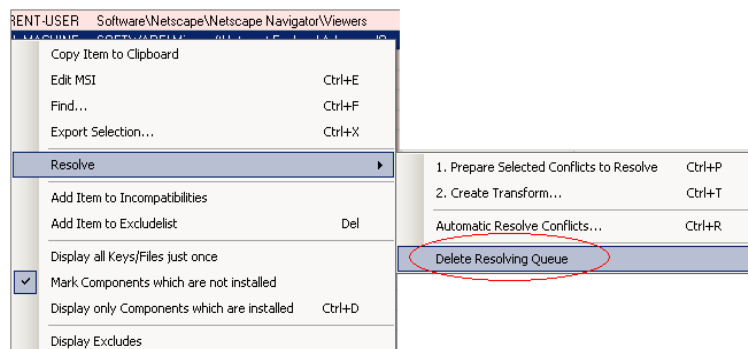 RENT-USER Software\Netscape\Netscape Navigator\Viewers
Copy Item to Clipboard
Edit MSI Ctrl+E
Find... Ctrl+F
Export Selection... Ctrl+X
Resolve
1. Prepare Selected Conflicts to Resolve Ctrl+P
2. Create Transform... Ctrl+T
Automatic Resolve Conflicts... Ctrl+R
Delete Resolving Queue
Add Item to Incompatibilities
Add Item to Excludelist Del
Display all Keys/Files just once
Mark Components which are not installed
Display only Components which are installed Ctrl+D
Display Excludes